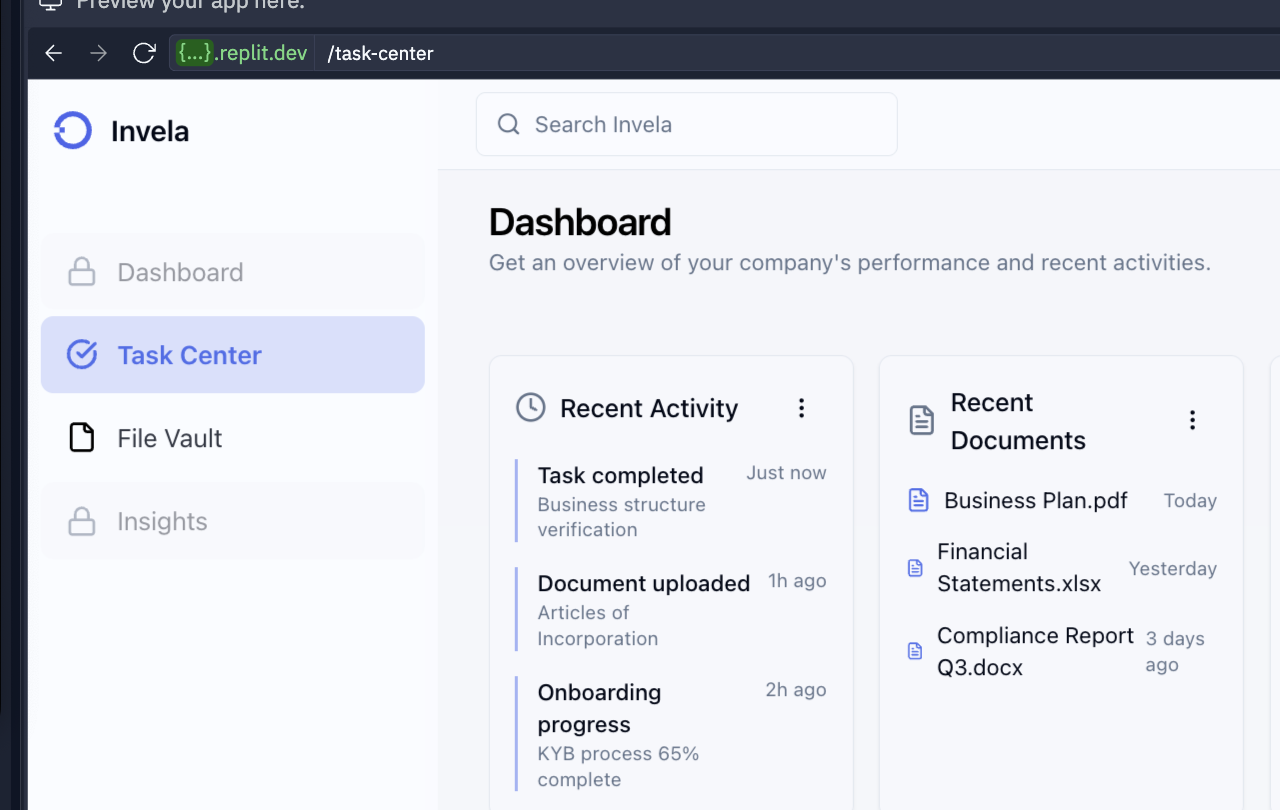 Preview your app here.
{...}.replit.dev /task-center
Invela
Search Invela
Dashboard
Get an overview of your company's performance and recent activities.
Dashboard
Task Center
File Vault
Insights
Recent Activity
Task completed Just now
Business structure
verification
Document uploaded 1h ago
Articles of
Incorporation
Onboarding 2h ago
progress
KYB process 65%
complete
Recent
Documents
Business Plan.pdf Today
Financial
Statements.xlsx
Yesterday
Compliance Report
Q3.docx
3 days
ago